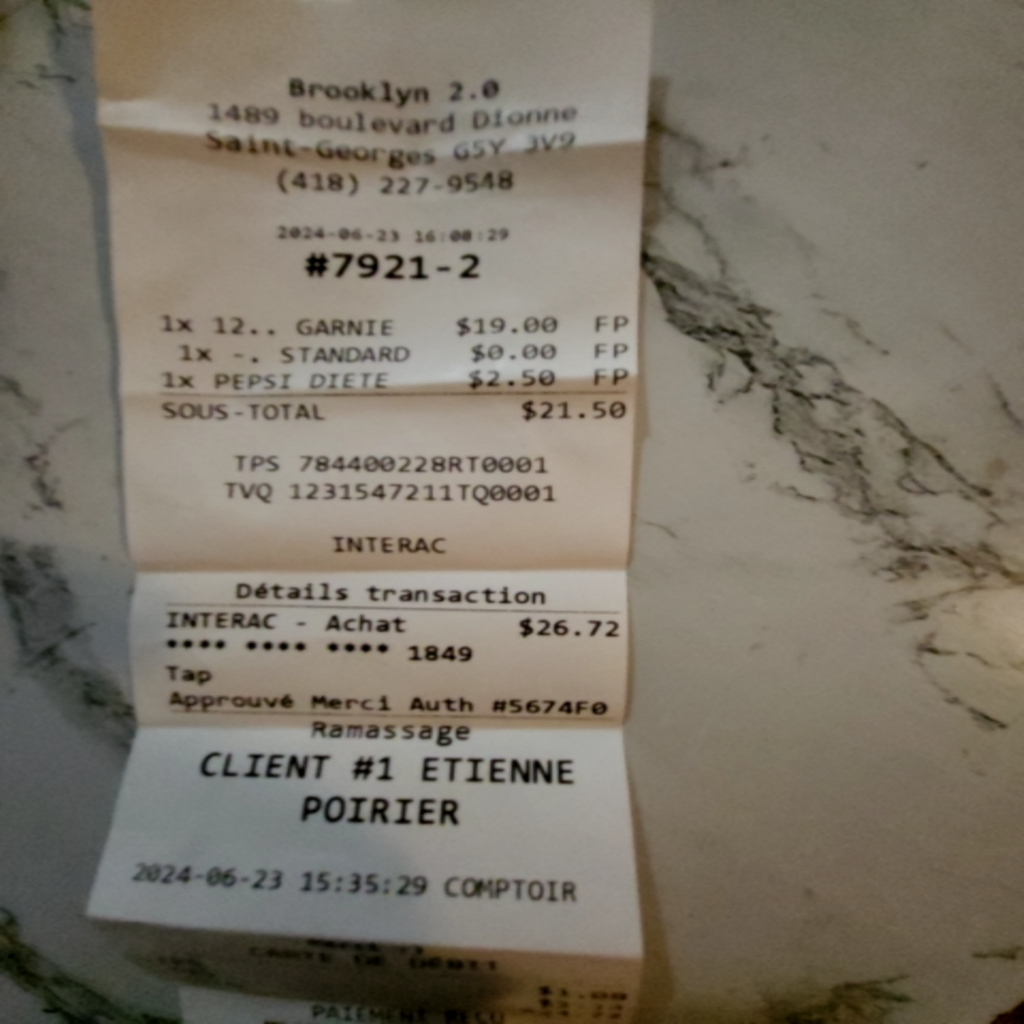 Brooklyn 2.0
1489 boulevard Dionne
Saint-Georges G5Y 3V9
(418) 227-9548
2024-06-23 16:08:29
#7921-2
1x 12.. GARNIE $19.00 FP
1x -. STANDARD $0.00 FP
1x PEPSI DIETE $2.50 FP
SOUS-TOTAL $21.50
TPS 784400228RT0001
TVQ 1231547211TQ0001
INTERAC
Détails transaction
INTERAC - Achat $26.72
**** **** **** 1849
Tap
Approuvé Merci Auth #5674F0
Ramassage
CLIENT #1 ETIENNE
POIRIER
2024-06-23 15:35:29 COMPTOIR
CARTE DE DÉBIT
PAIEMENT REÇU